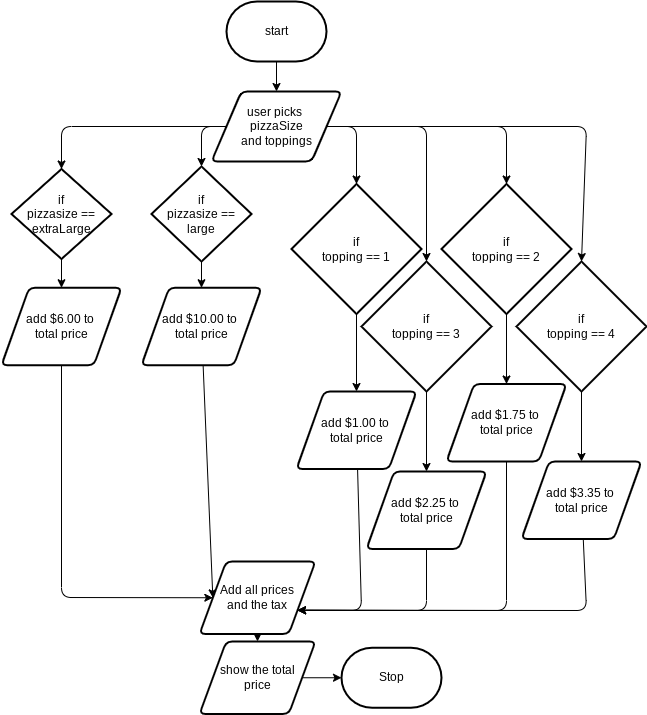 start
user picks
pizzaSize
and toppings
if
pizzasize ==
extraLarge
if
pizzasize ==
large
if
topping == 1
if
topping == 2
if
topping == 3
if
topping == 4
add $6.00 to
total price
add $10.00 to
total price
add $1.00 to
total price
add $1.75 to
total price
add $2.25 to
total price
add $3.35 to
total price
Add all prices
and the tax
show the total
price
Stop